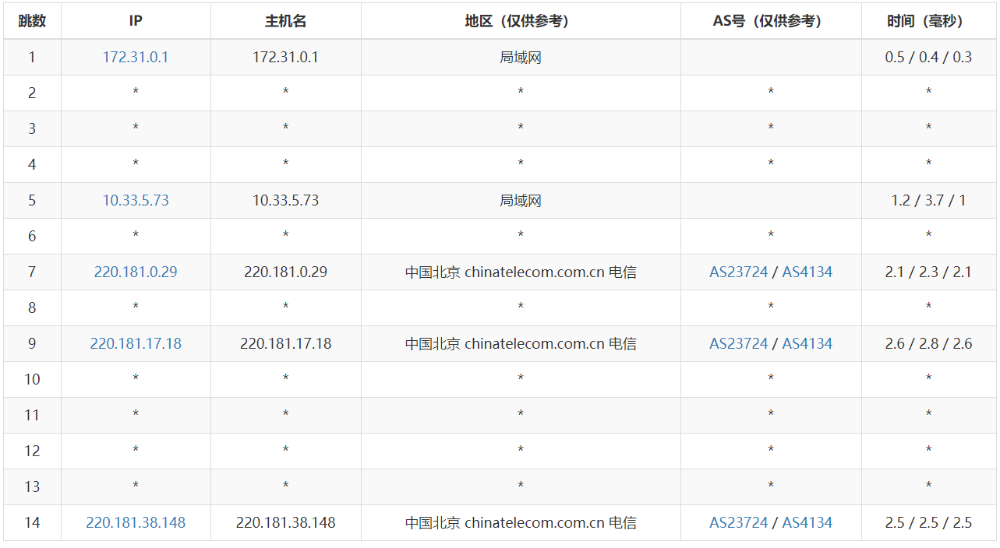 跳数 IP 主机名 地区（仅供参考） AS号（仅供参考） 时间（毫秒）
1 172.31.0.1 172.31.0.1 局域网 0.5 / 0.4 / 0.3
2 * * * * *
3 * * * * *
4 * * * * *
5 10.33.5.73 10.33.5.73 局域网 1.2 / 3.7 / 1
6 * * * * *
7 220.181.0.29 220.181.0.29 中国北京 chinatelecom.com.cn 电信 AS23724 / AS4134 2.1 / 2.3 / 2.1
8 * * * * *
9 220.181.17.18 220.181.17.18 中国北京 chinatelecom.com.cn 电信 AS23724 / AS4134 2.6 / 2.8 / 2.6
10 * * * * *
11 * * * * *
12 * * * * *
13 * * * * *
14 220.181.38.148 220.181.38.148 中国北京 chinatelecom.com.cn 电信 AS23724 / AS4134 2.5 / 2.5 / 2.5